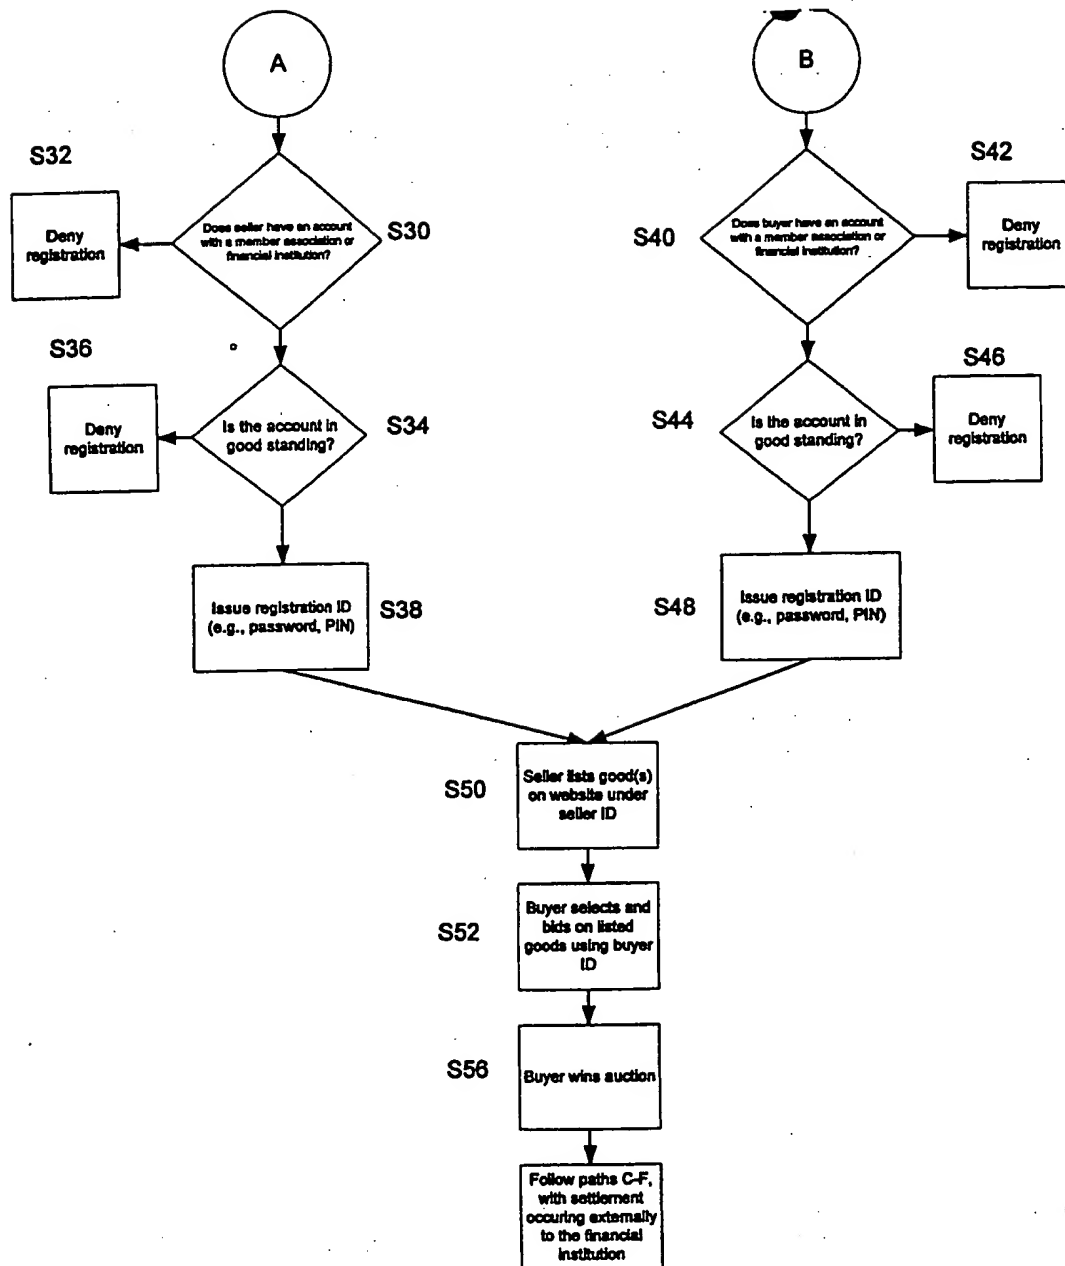 A
B
S32
S42
Deny
registration
Does seller have an account
with a member association or
financial institution?
S30
S40
Does buyer have an account
with a member association or
financial institution?
Deny
registration
S36
S46
Deny
registration
Is the account in
good standing?
S34
S44
Is the account in
good standing?
Deny
registration
Issue registration ID
(e.g., password, PIN)
S38
S48
Issue registration ID
(e.g., password, PIN)
S50
Seller lists good(s)
on website under
seller ID
S52
Buyer selects and
bids on listed
goods using buyer
ID
S56
Buyer wins auction
Follow paths C-F,
with settlement
occuring externally
to the financial
institution